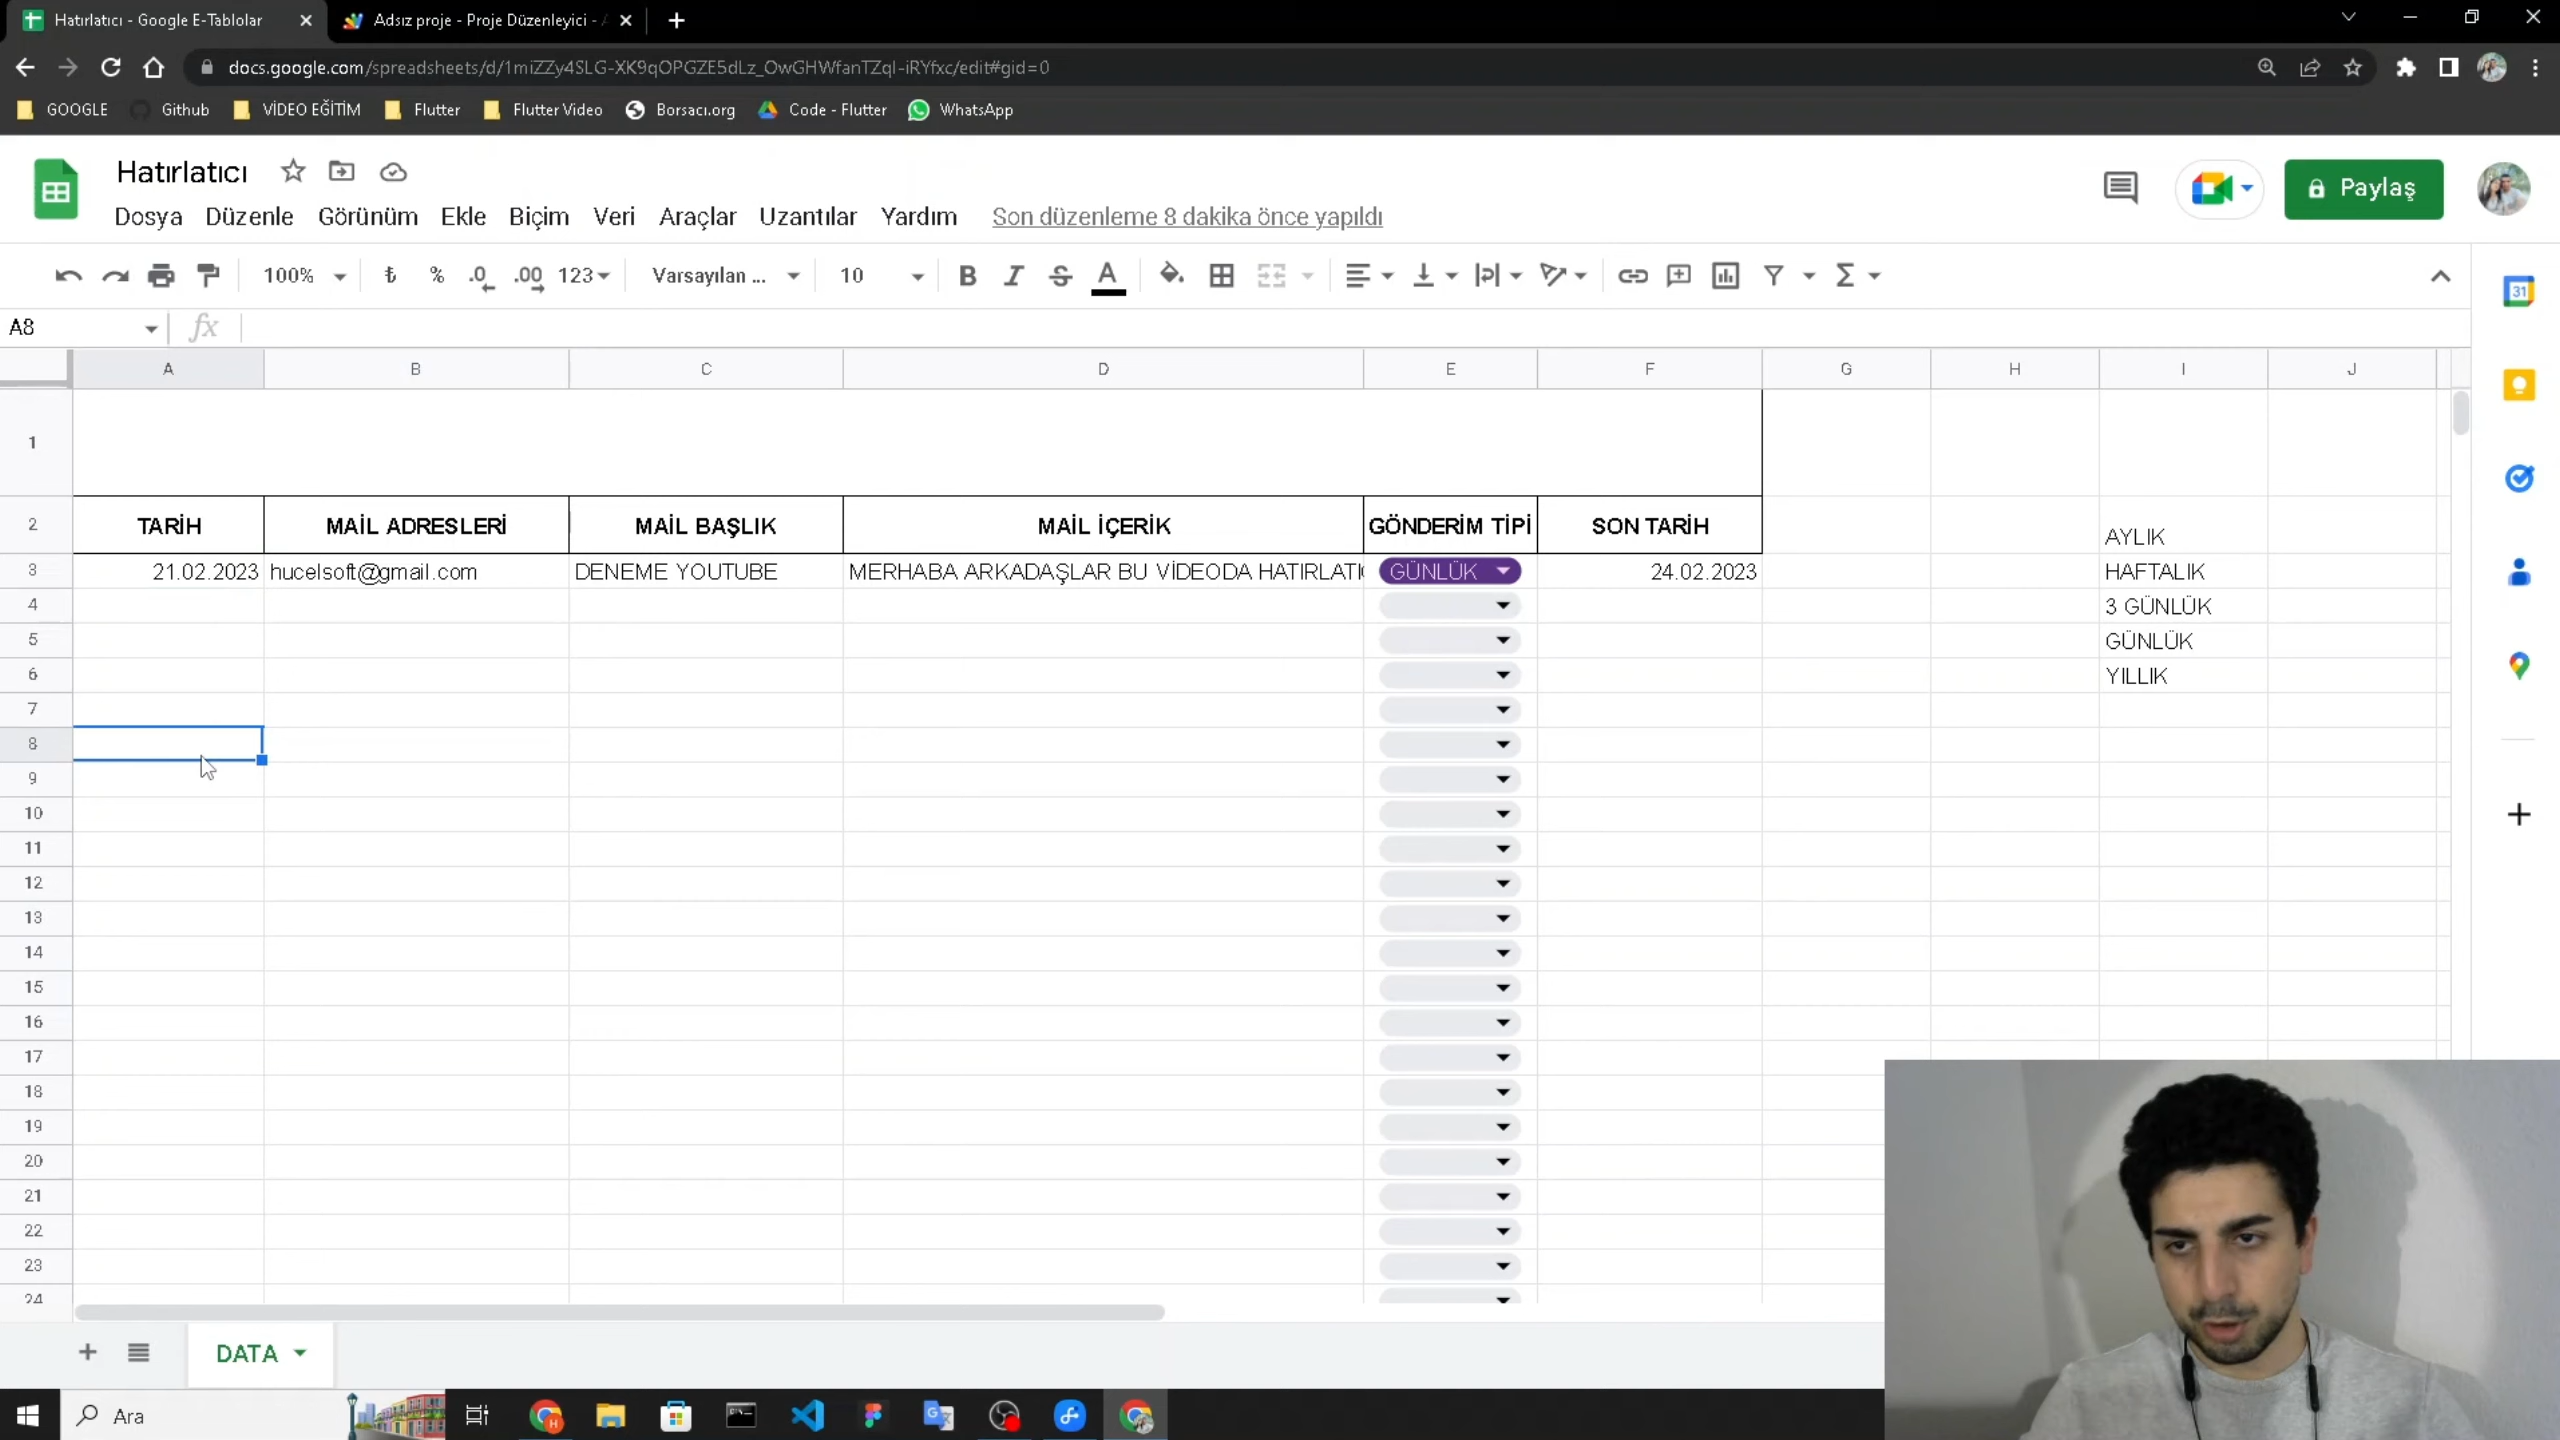 Hatırlatıcı - Google E-Tablolar
Adsız proje - Proje Düzenleyici -
docs.google.com/spreadsheets/d/1miZZy4SLG-XK9qOPGZE5dLz_OwGHWfanTZqI-iRYfxc/edit#gid=0
GOOGLE Github VİDEO EĞİTİM Flutter Flutter Video Borsacı.org Code - Flutter WhatsApp
Hatırlatıcı
Paylaş
Dosya Düzenle Görünüm Ekle Biçim Veri Araçlar Uzantılar Yardım Son düzenleme 8 dakika önce yapıldı
100% ₺ % .0 .00 123 Varsayılan ... 10 B I S A Σ
31
A8 fx
A B C D E F G H I J
1
2 TARİH MAİL ADRESLERİ MAİL BAŞLIK MAİL İÇERİK GÖNDERİM TİPİ SON TARİH AYLIK
3 21.02.2023 hucelsoft@gmail.com DENEME YOUTUBE MERHABA ARKADAŞLAR BU VİDEODA HATIRLATI GÜNLÜK 24.02.2023 HAFTALIK
4 3 GÜNLÜK
5 GÜNLÜK
6 YILLIK
7
8
9
10
11
12
13
14
15
16
17
18
19
20
21
22
23
24
DATA
Ara